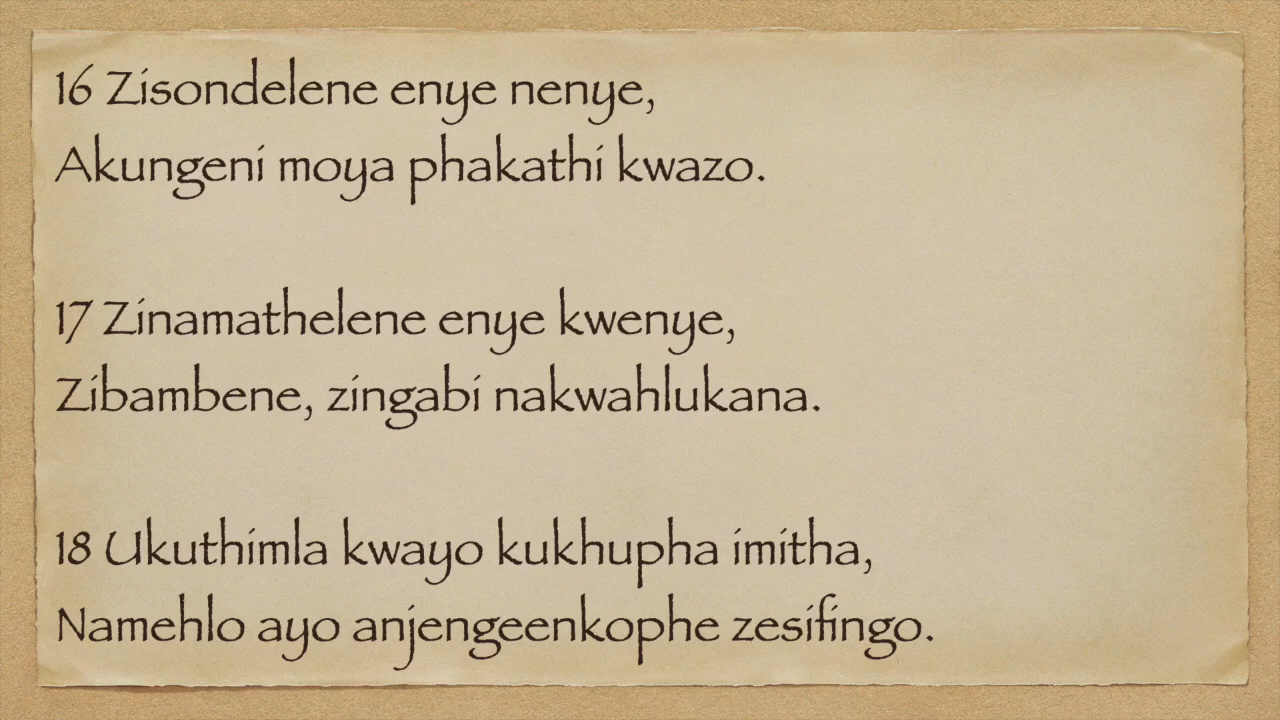 16 Zisondelene enye nenye,
Akungeni moya phakathi kwazo.
17 Zinamathelene enye kwenye,
Zibambene, zingabi nakwahlukana.
18 Ukuthimla kwayo kukhupha imitha,
Namehlo ayo anjengeenkophe zesifingo.